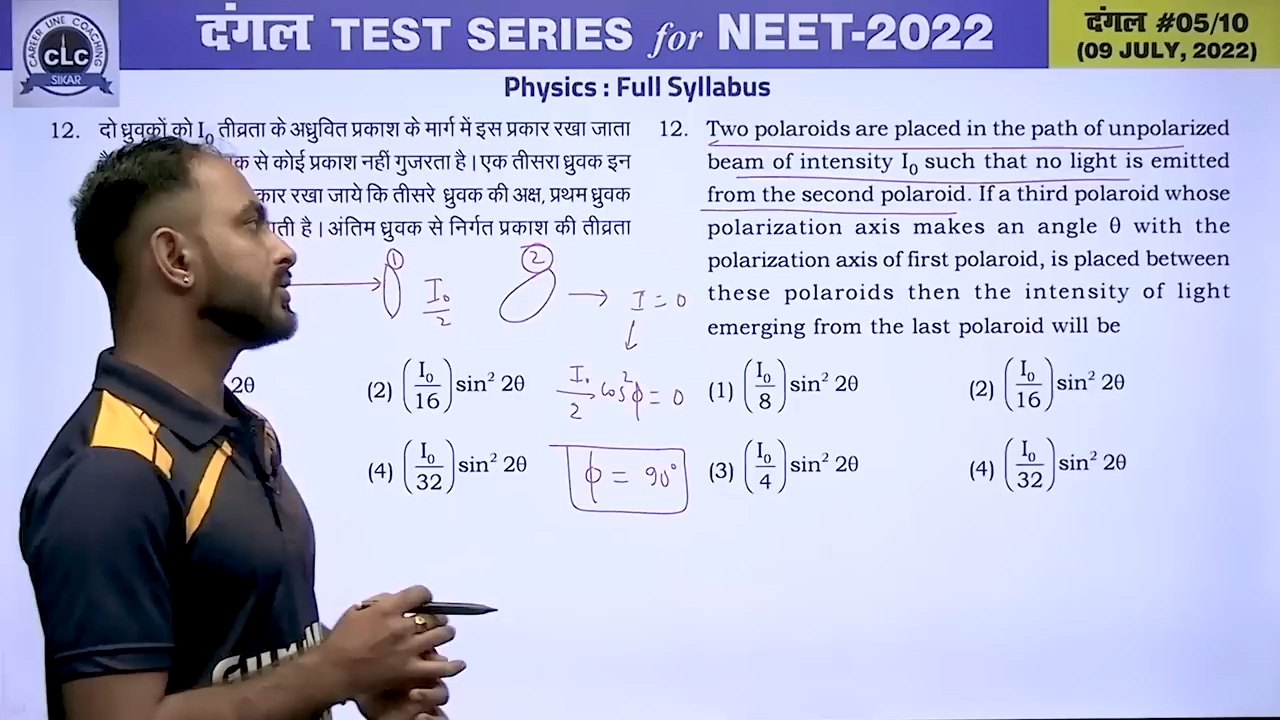 CAREER LINE COACHING
CLC
SIKAR
दंगल TEST SERIES for NEET-2022
दंगल #05/10
(09 JULY, 2022)
Physics : Full Syllabus
12. दो ध्रुवकों को I₀ तीव्रता के अध्रुवित प्रकाश के मार्ग में इस प्रकार रखा जाता
से कोई प्रकाश नहीं गुजरता है। एक तीसरा ध्रुवक इन
रखा जाये कि तीसरे ध्रुवक की अक्ष, प्रथम ध्रुवक
है। अंतिम ध्रुवक से निर्गत प्रकाश की तीव्रता
2θ
(2) (I₀/16) sin² 2θ
(4) (I₀/32) sin² 2θ
1
I₀/2
2
I = 0
I₀/2 cos²ϕ = 0
ϕ = 90°
12. Two polaroids are placed in the path of unpolarized
beam of intensity I₀ such that no light is emitted
from the second polaroid. If a third polaroid whose
polarization axis makes an angle θ with the
polarization axis of first polaroid, is placed between
these polaroids then the intensity of light
emerging from the last polaroid will be
(1) (I₀/8) sin² 2θ
(2) (I₀/16) sin² 2θ
(3) (I₀/4) sin² 2θ
(4) (I₀/32) sin² 2θ